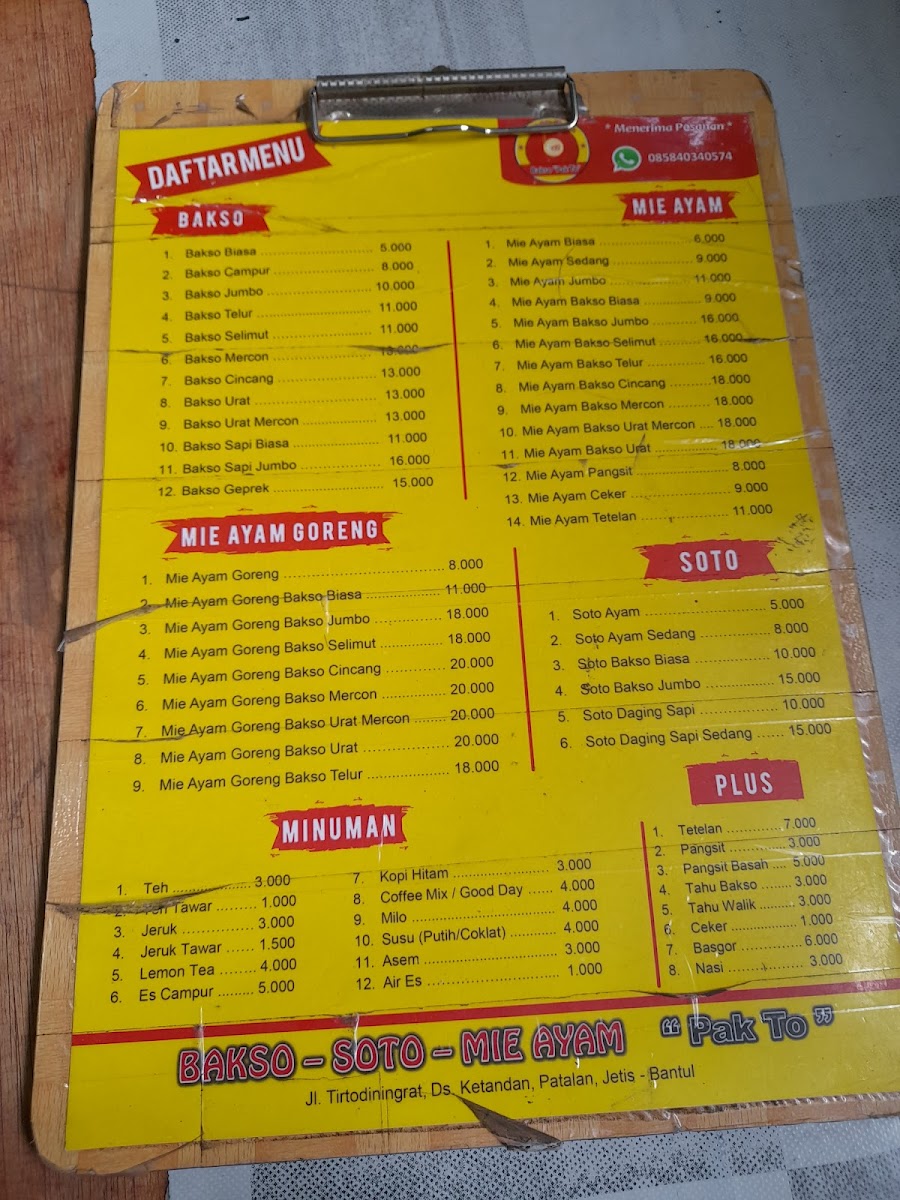 DAFTAR MENU
Bakso "Pak To"
* Menerima Pesanan *
085840340574
BAKSO
1. Bakso Biasa 5.000
2. Bakso Campur 8.000
3. Bakso Jumbo 10.000
4. Bakso Telur 11.000
5. Bakso Selimut 11.000
6. Bakso Mercon 13.000
7. Bakso Cincang 13.000
8. Bakso Urat 13.000
9. Bakso Urat Mercon 13.000
10. Bakso Sapi Biasa 11.000
11. Bakso Sapi Jumbo 16.000
12. Bakso Geprek 15.000
MIE AYAM
1. Mie Ayam Biasa 6.000
2. Mie Ayam Sedang 9.000
3. Mie Ayam Jumbo 11.000
4. Mie Ayam Bakso Biasa 9.000
5. Mie Ayam Bakso Jumbo 16.000
6. Mie Ayam Bakso Selimut 16.000
7. Mie Ayam Bakso Telur 16.000
8. Mie Ayam Bakso Cincang 18.000
9. Mie Ayam Bakso Mercon 18.000
10. Mie Ayam Bakso Urat Mercon 18.000
11. Mie Ayam Bakso Urat 18.000
12. Mie Ayam Pangsit 8.000
13. Mie Ayam Ceker 9.000
14. Mie Ayam Tetelan 11.000
MIE AYAM GORENG
1. Mie Ayam Goreng 8.000
2. Mie Ayam Goreng Bakso Biasa 11.000
3. Mie Ayam Goreng Bakso Jumbo 18.000
4. Mie Ayam Goreng Bakso Selimut 18.000
5. Mie Ayam Goreng Bakso Cincang 20.000
6. Mie Ayam Goreng Bakso Mercon 20.000
7. Mie Ayam Goreng Bakso Urat Mercon 20.000
8. Mie Ayam Goreng Bakso Urat 20.000
9. Mie Ayam Goreng Bakso Telur 18.000
SOTO
1. Soto Ayam 5.000
2. Soto Ayam Sedang 8.000
3. Soto Bakso Biasa 10.000
4. Soto Bakso Jumbo 15.000
5. Soto Daging Sapi 10.000
6. Soto Daging Sapi Sedang 15.000
MINUMAN
1. Teh 3.000
2. Teh Tawar 1.000
3. Jeruk 3.000
4. Jeruk Tawar 1.500
5. Lemon Tea 4.000
6. Es Campur 5.000
7. Kopi Hitam 3.000
8. Coffee Mix / Good Day 4.000
9. Milo 4.000
10. Susu (Putih/Coklat) 4.000
11. Asem 3.000
12. Air Es 1.000
PLUS
1. Tetelan 7.000
2. Pangsit 3.000
3. Pangsit Basah 5.000
4. Tahu Bakso 3.000
5. Tahu Walik 3.000
6. Ceker 1.000
7. Basgor 6.000
8. Nasi 3.000
BAKSO – SOTO – MIE AYAM “ Pak To ”
Jl. Tirtodiningrat, Ds. Ketandan, Patalan, Jetis - Bantul